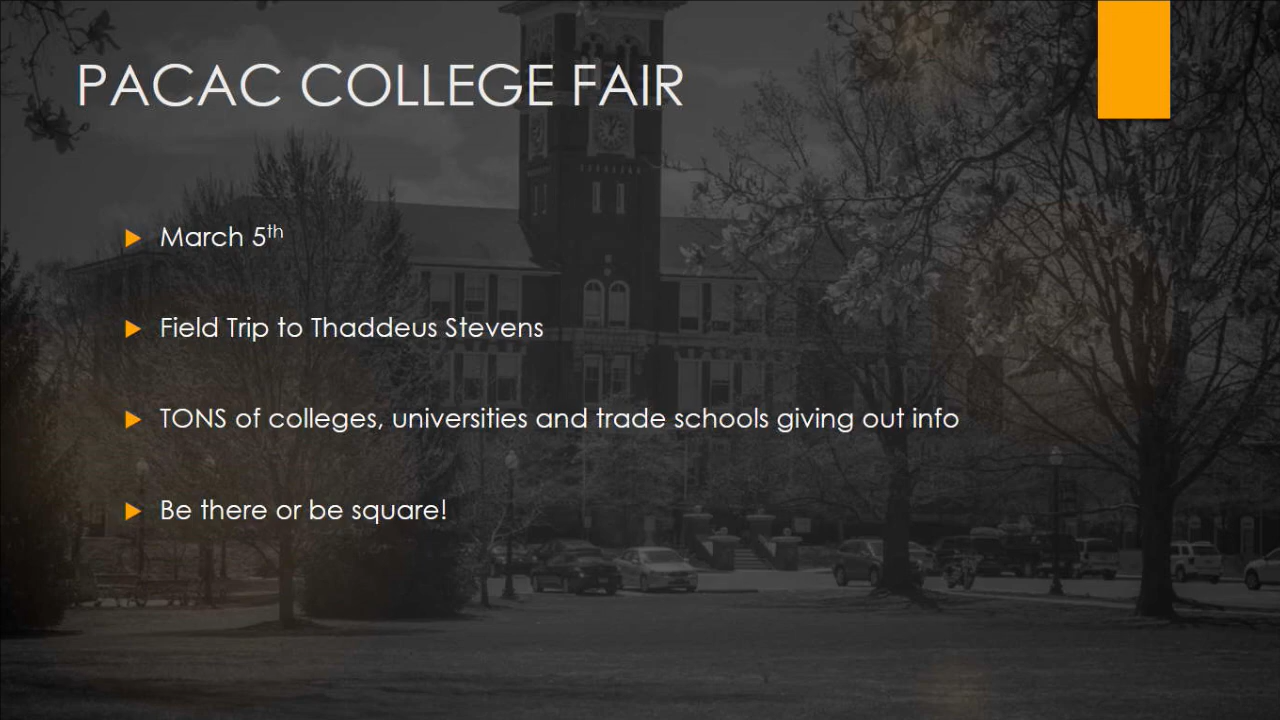 PACAC COLLEGE FAIR
March 5th
Field Trip to Thaddeus Stevens
TONS of colleges, universities and trade schools giving out info
Be there or be square!